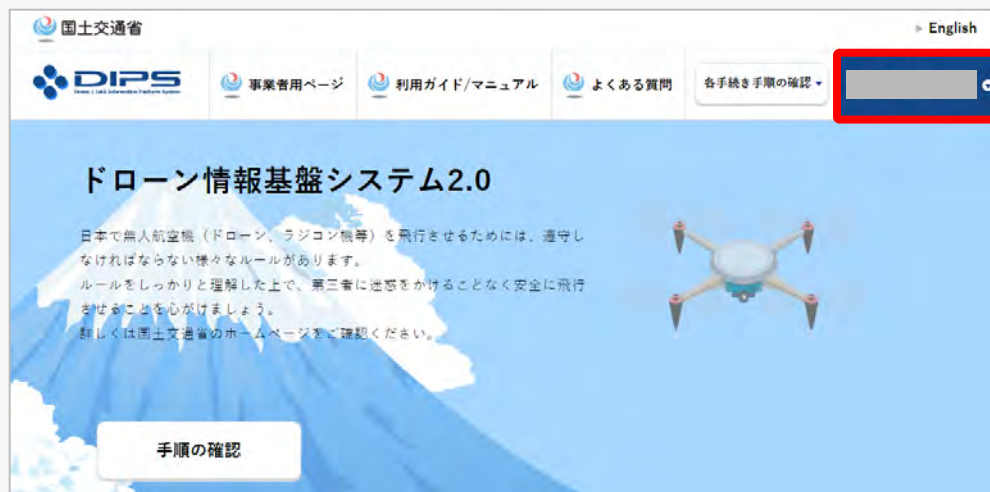 国土交通省
English
DIPS
事業者用ページ
利用ガイド/マニュアル
よくある質問
各手続き手順の確認
ドローン情報基盤システム2.0
日本で無人航空機（ドローン、ラジコン機等）を飛行させるためには、遵守し
なければならない様々なルールがあります。
ルールをしっかりと理解した上で、第三者に迷惑をかけることなく安全に飛行
させることを心がけましょう。
詳しくは国土交通省のホームページをご確認ください。
手順の確認